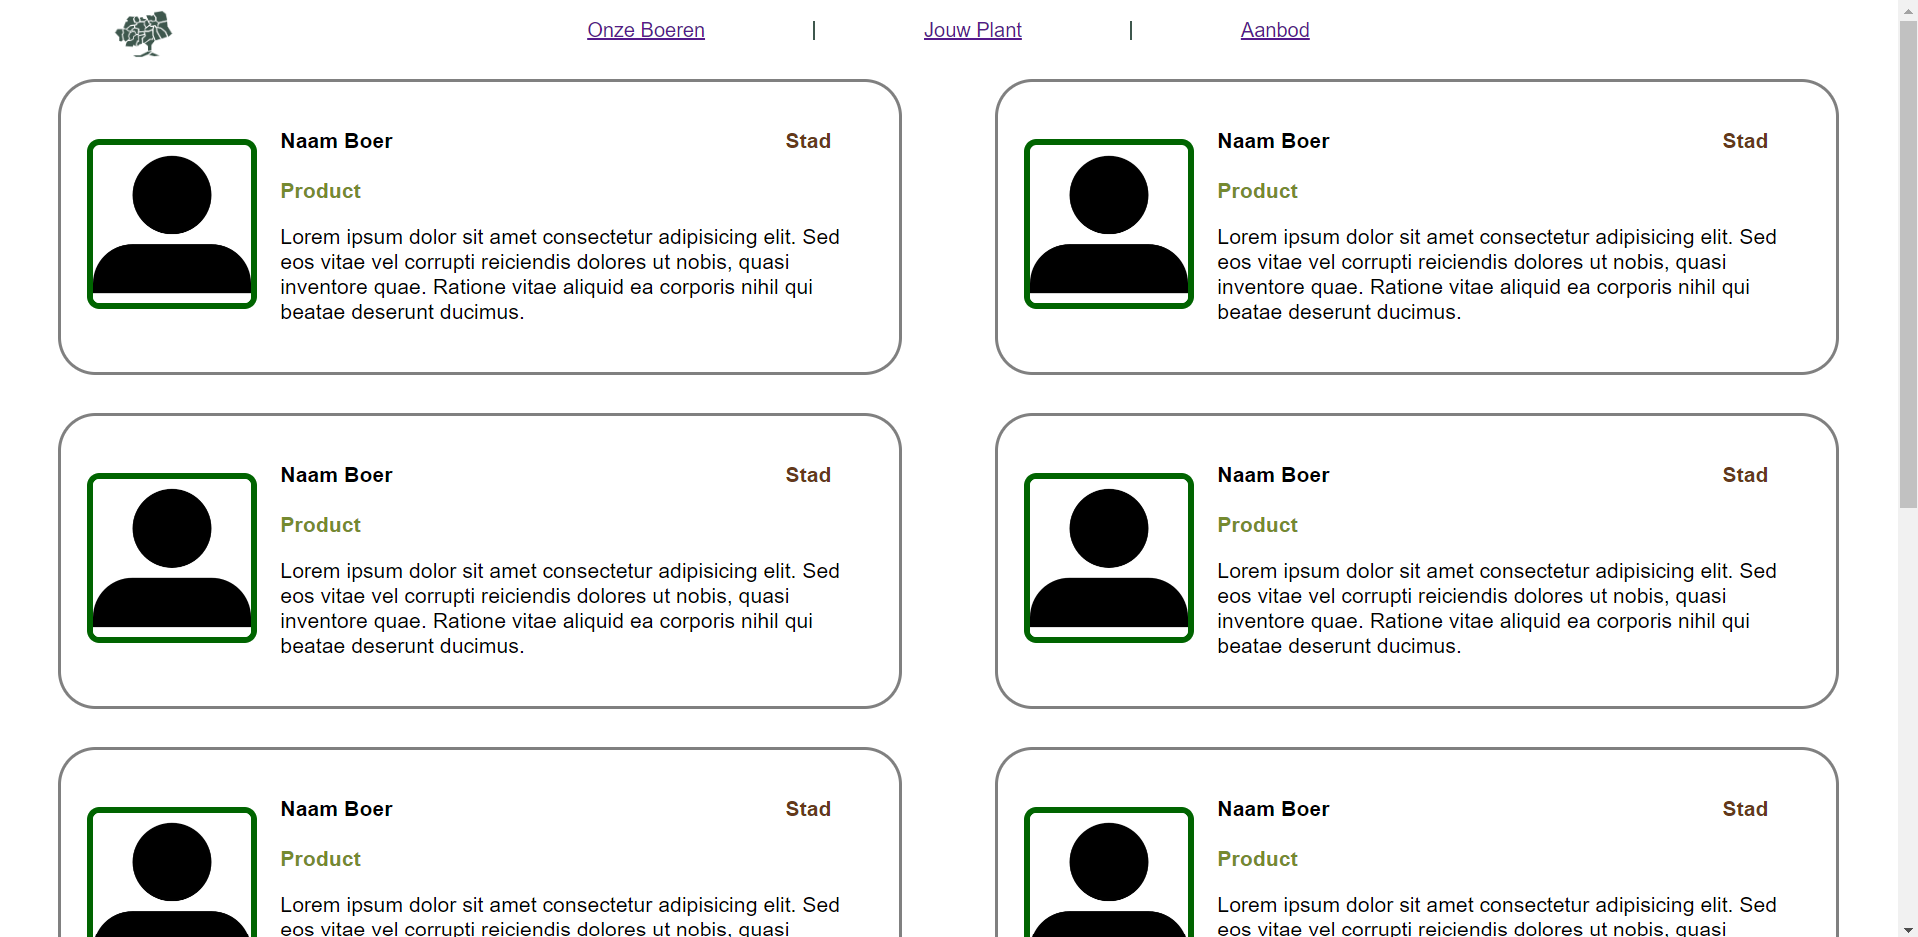 Onze Boeren | Jouw Plant | Aanbod
Naam Boer Stad
Product
Lorem ipsum dolor sit amet consectetur adipisicing elit. Sed
eos vitae vel corrupti reiciendis dolores ut nobis, quasi
inventore quae. Ratione vitae aliquid ea corporis nihil qui
beatae deserunt ducimus.
Naam Boer Stad
Product
Lorem ipsum dolor sit amet consectetur adipisicing elit. Sed
eos vitae vel corrupti reiciendis dolores ut nobis, quasi
inventore quae. Ratione vitae aliquid ea corporis nihil qui
beatae deserunt ducimus.
Naam Boer Stad
Product
Lorem ipsum dolor sit amet consectetur adipisicing elit. Sed
eos vitae vel corrupti reiciendis dolores ut nobis, quasi
inventore quae. Ratione vitae aliquid ea corporis nihil qui
beatae deserunt ducimus.
Naam Boer Stad
Product
Lorem ipsum dolor sit amet consectetur adipisicing elit. Sed
eos vitae vel corrupti reiciendis dolores ut nobis, quasi
inventore quae. Ratione vitae aliquid ea corporis nihil qui
beatae deserunt ducimus.
Naam Boer Stad
Product
Lorem ipsum dolor sit amet consectetur adipisicing elit. Sed
eos vitae vel corrupti reiciendis dolores ut nobis, quasi
Naam Boer Stad
Product
Lorem ipsum dolor sit amet consectetur adipisicing elit. Sed
eos vitae vel corrupti reiciendis dolores ut nobis, quasi